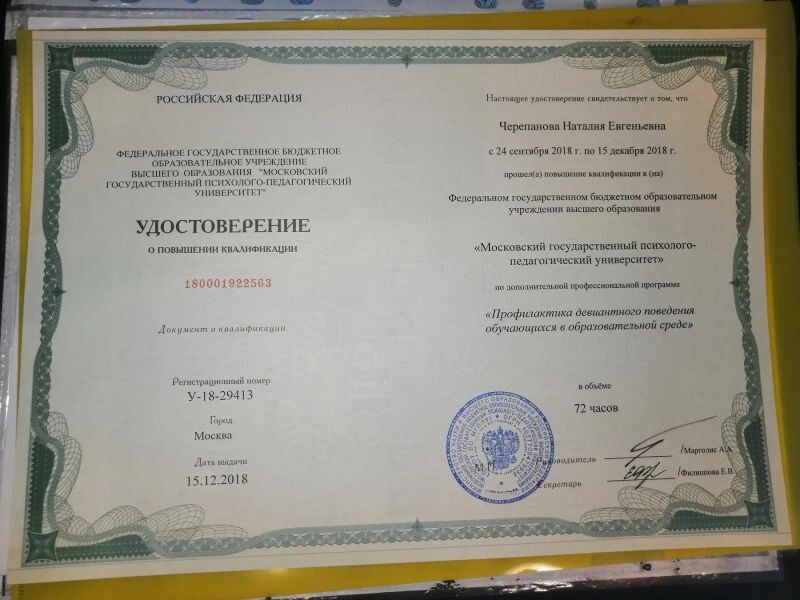 РОССИЙСКАЯ ФЕДЕРАЦИЯ
ФЕДЕРАЛЬНОЕ ГОСУДАРСТВЕННОЕ БЮДЖЕТНОЕ
ОБРАЗОВАТЕЛЬНОЕ УЧРЕЖДЕНИЕ
ВЫСШЕГО ОБРАЗОВАНИЯ "МОСКОВСКИЙ
ГОСУДАРСТВЕННЫЙ ПСИХОЛОГО-ПЕДАГОГИЧЕСКИЙ
УНИВЕРСИТЕТ"
УДОСТОВЕРЕНИЕ
О ПОВЫШЕНИИ КВАЛИФИКАЦИИ
180001922563
Документ о квалификации
Регистрационный номер
У-18-29413
Город
Москва
Дата выдачи
15.12.2018
Настоящее удостоверение свидетельствует о том, что
Черепанова Наталия Евгеньевна
с 24 сентября 2018 г. по 15 декабря 2018 г.
прошел(а) повышение квалификации в (на)
Федеральном государственном бюджетном образовательном
учреждении высшего образования
«Московский государственный психолого-
педагогический университет»
по дополнительной профессиональной программе
«Профилактика девиантного поведения
обучающихся в образовательной среде»
в объёме
72 часов
М.П.
Руководитель /Марголис А.А.
Секретарь /Филиппова Е.В.